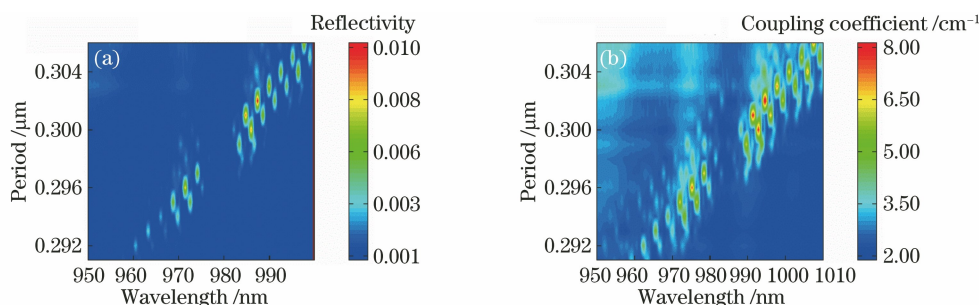 Reflectivity
(a)
0.304
0.300
0.296
0.292
Period /μm
950 960 970 980 990
Wavelength /nm
0.010
0.008
0.006
0.003
0.001
Coupling coefficient /cm⁻¹
(b)
0.304
0.300
0.296
0.292
Period /μm
950 960 970 980 990 1000 1010
Wavelength /nm
8.00
6.50
5.00
3.50
2.00